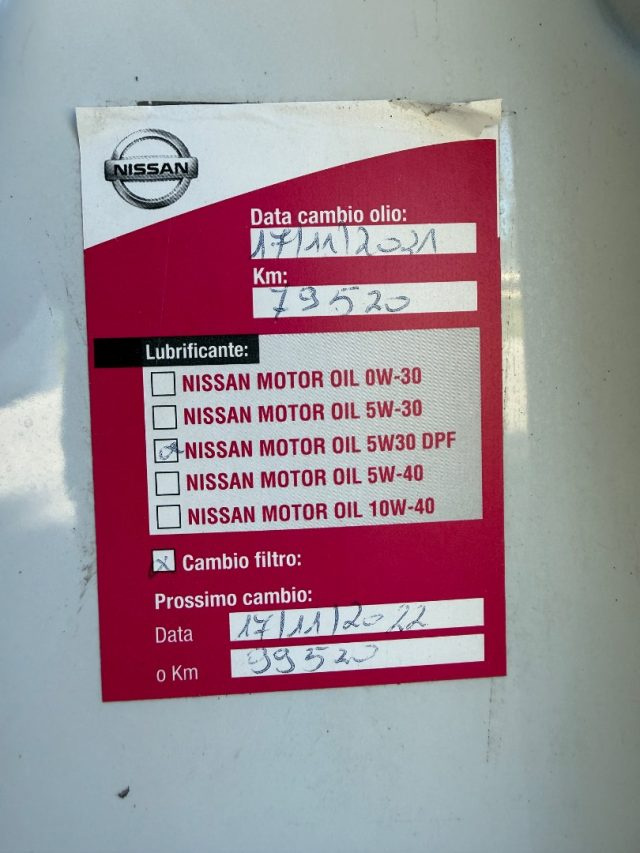 NISSAN
Data cambio olio:
17/11/2021
Km:
79520
Lubrificante:
NISSAN MOTOR OIL 0W-30
NISSAN MOTOR OIL 5W-30
NISSAN MOTOR OIL 5W30 DPF
NISSAN MOTOR OIL 5W-40
NISSAN MOTOR OIL 10W-40
Cambio filtro:
Prossimo cambio:
Data 17/11/2022
o Km 99520